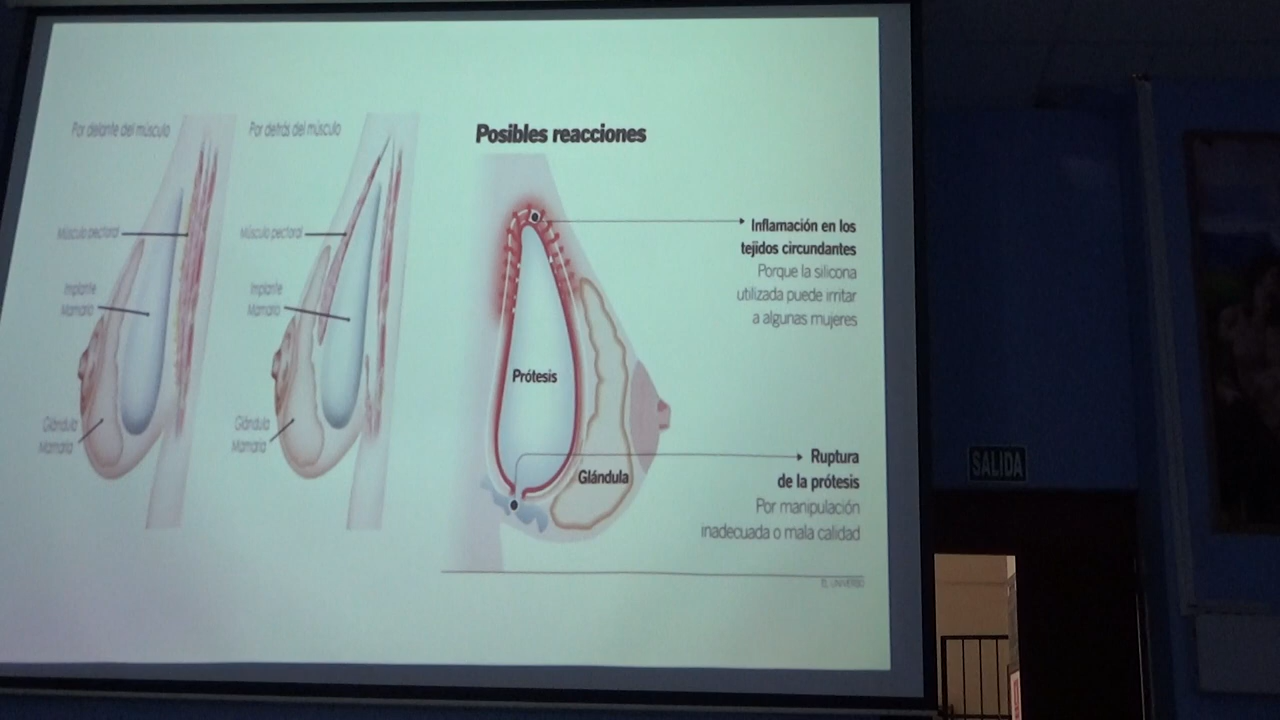 Por delante del músculo
Músculo pectoral
Implante
Mamario
Glándula
Mamaria
Por detrás del músculo
Músculo pectoral
Implante
Mamario
Glándula
Mamaria
Posibles reacciones
Inflamación en los
tejidos circundantes
Porque la silicona
utilizada puede irritar
a algunas mujeres
Prótesis
Glándula
Ruptura
de la prótesis
Por manipulación
inadecuada o mala calidad
EL UNIVERSO
SALIDA